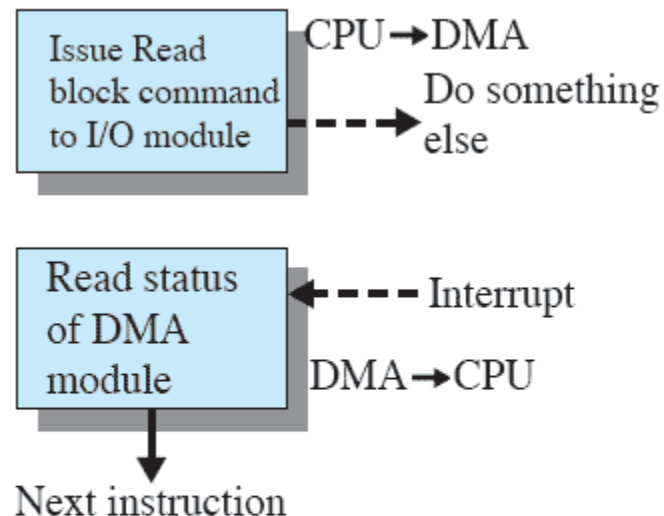 Issue Read
block command
to I/O module
CPU→DMA
Do something
else
Read status
of DMA
module
Interrupt
DMA→CPU
Next instruction